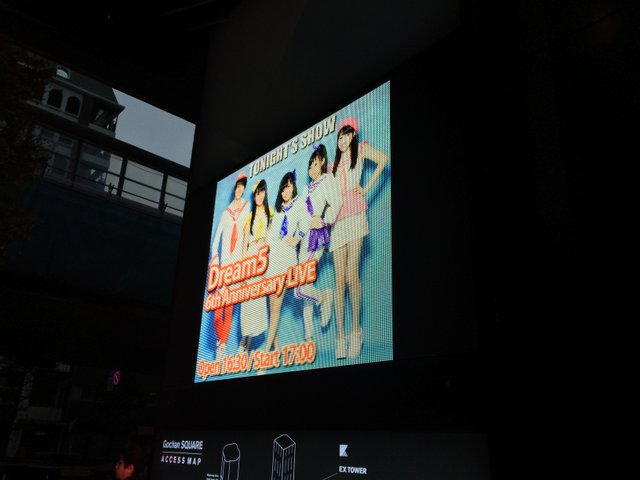 TONIGHT'S SHOW
Dream5
6th Anniversary LIVE
Open 16:30/Start 17:00
Gochan SQUARE
ACCESS MAP
EX TOWER